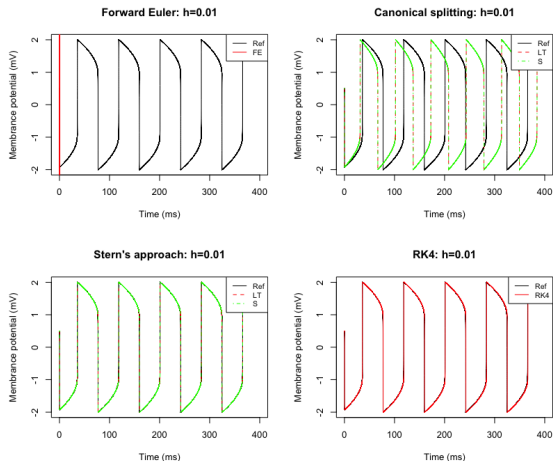 Forward Euler: h=0.01
Membrance potential (mV)
2
1
0
-1
-2
Ref
FE
0 100 200 300 400
Time (ms)
Canonical splitting: h=0.01
Membrance potential (mV)
2
1
0
-1
-2
Ref
LT
S
0 100 200 300 400
Time (ms)
Stern's approach: h=0.01
Membrance potential (mV)
2
1
0
-1
-2
Ref
LT
S
0 100 200 300 400
Time (ms)
RK4: h=0.01
Membrance potential (mV)
2
1
0
-1
-2
Ref
RK4
0 100 200 300 400
Time (ms)